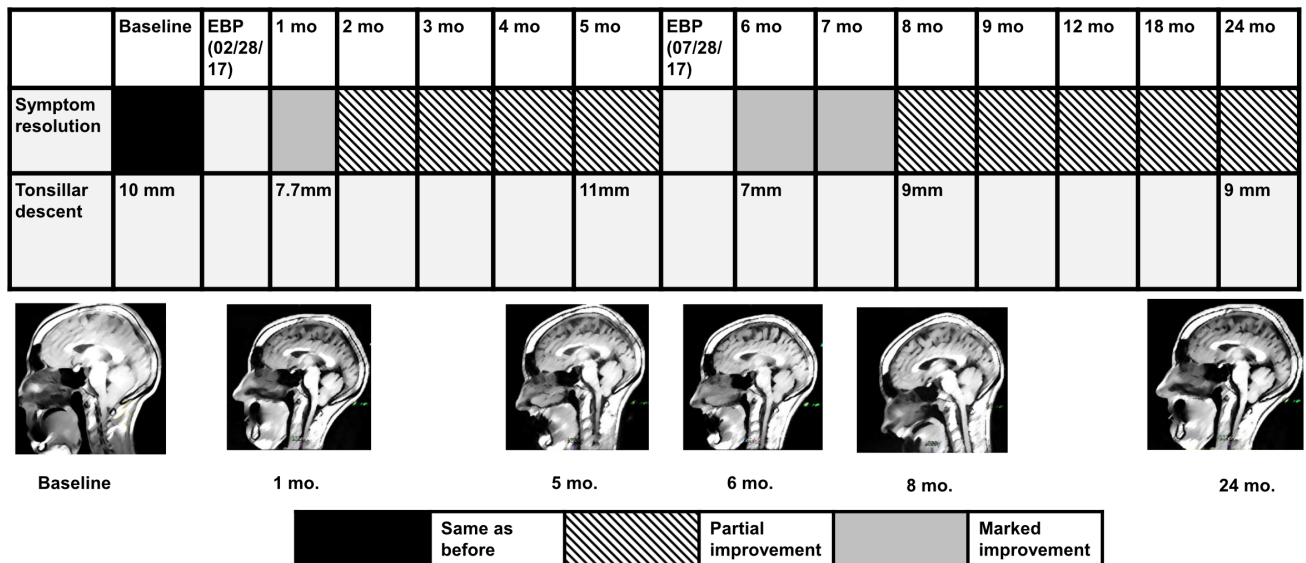 Baseline EBP (02/28/17) 1 mo 2 mo 3 mo 4 mo 5 mo EBP (07/28/17) 6 mo 7 mo 8 mo 9 mo 12 mo 18 mo 24 mo
Symptom resolution
Tonsillar descent 10 mm 7.7mm 11mm 7mm 9mm 9 mm
Baseline 1 mo. 5 mo. 6 mo. 8 mo. 24 mo.
Same as before Partial improvement Marked improvement